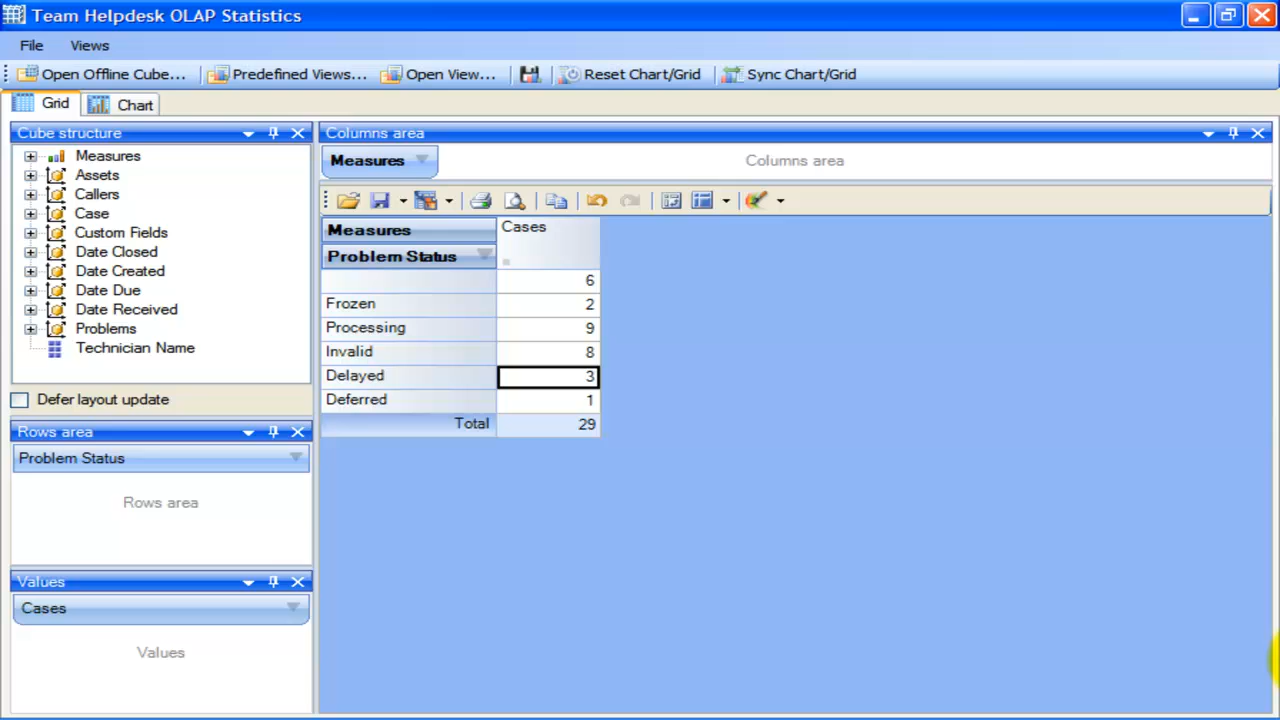 Team Helpdesk OLAP Statistics
File Views
Open Offline Cube... Predefined Views... Open View... Reset Chart/Grid Sync Chart/Grid
Grid Chart
Cube structure
Measures
Assets
Callers
Case
Custom Fields
Date Closed
Date Created
Date Due
Date Received
Problems
Technician Name
Defer layout update
Rows area
Problem Status
Rows area
Values
Cases
Values
Columns area
Measures Columns area
Measures Cases
Problem Status
6
Frozen 2
Processing 9
Invalid 8
Delayed 3
Deferred 1
Total 29